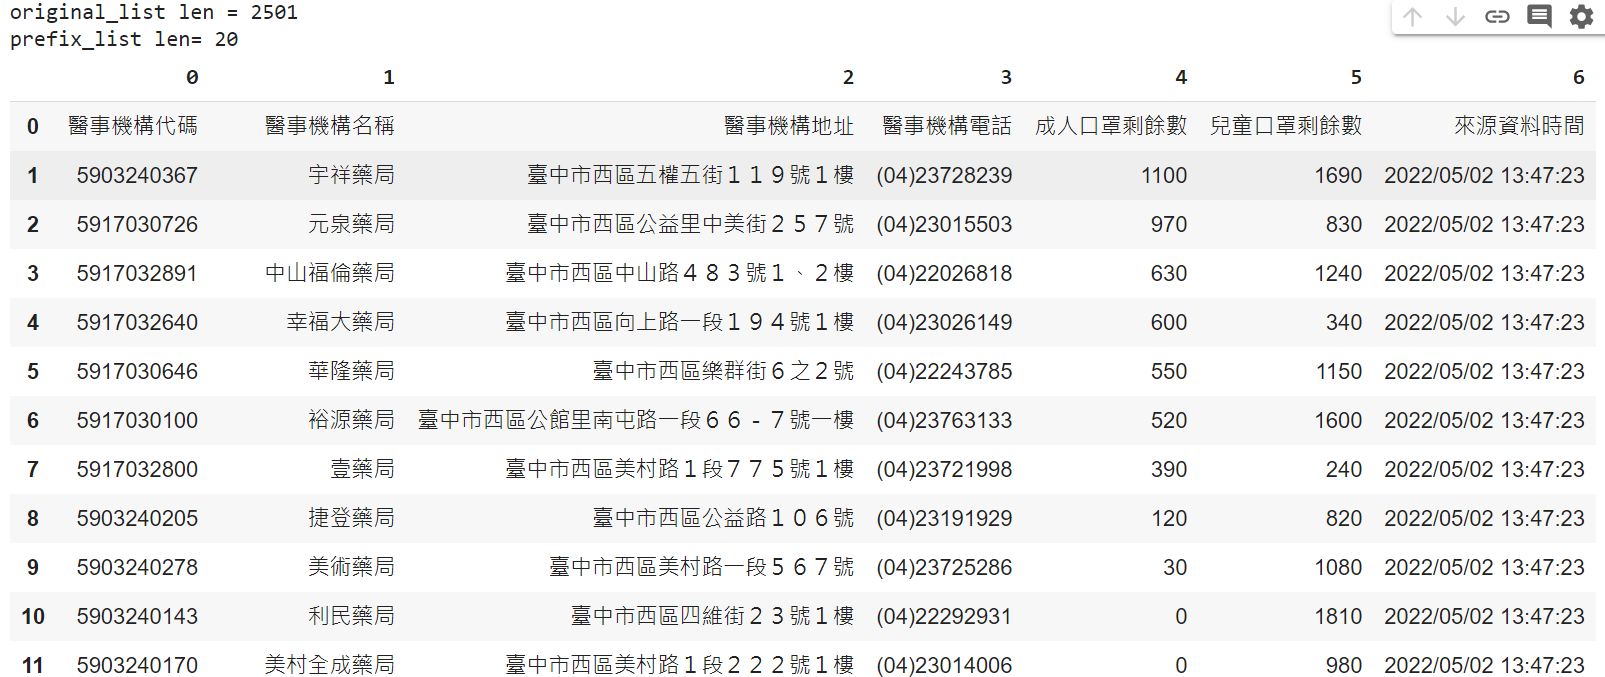 original_list len = 2501
prefix_list len= 20
0 1 2 3 4 5 6
0 醫事機構代碼 醫事機構名稱 醫事機構地址 醫事機構電話 成人口罩剩餘數 兒童口罩剩餘數 來源資料時間
1 5903240367 宇祥藥局 臺中市西區五權五街１１９號１樓 (04)23728239 1100 1690 2022/05/02 13:47:23
2 5917030726 元泉藥局 臺中市西區公益里中美街２５７號 (04)23015503 970 830 2022/05/02 13:47:23
3 5917032891 中山福倫藥局 臺中市西區中山路４８３號１、２樓 (04)22026818 630 1240 2022/05/02 13:47:23
4 5917032640 幸福大藥局 臺中市西區向上路一段１９４號１樓 (04)23026149 600 340 2022/05/02 13:47:23
5 5917030646 華隆藥局 臺中市西區樂群街６之２號 (04)22243785 550 1150 2022/05/02 13:47:23
6 5917030100 裕源藥局 臺中市西區公館里南屯路一段６６－７號一樓 (04)23763133 520 1600 2022/05/02 13:47:23
7 5917032800 壹藥局 臺中市西區美村路１段７７５號１樓 (04)23721998 390 240 2022/05/02 13:47:23
8 5903240205 捷登藥局 臺中市西區公益路１０６號 (04)23191929 120 820 2022/05/02 13:47:23
9 5903240278 美術藥局 臺中市西區美村路一段５６７號 (04)23725286 30 1080 2022/05/02 13:47:23
10 5903240143 利民藥局 臺中市西區四維街２３號１樓 (04)22292931 0 1810 2022/05/02 13:47:23
11 5903240170 美村全成藥局 臺中市西區美村路１段２２２號１樓 (04)23014006 0 980 2022/05/02 13:47:23